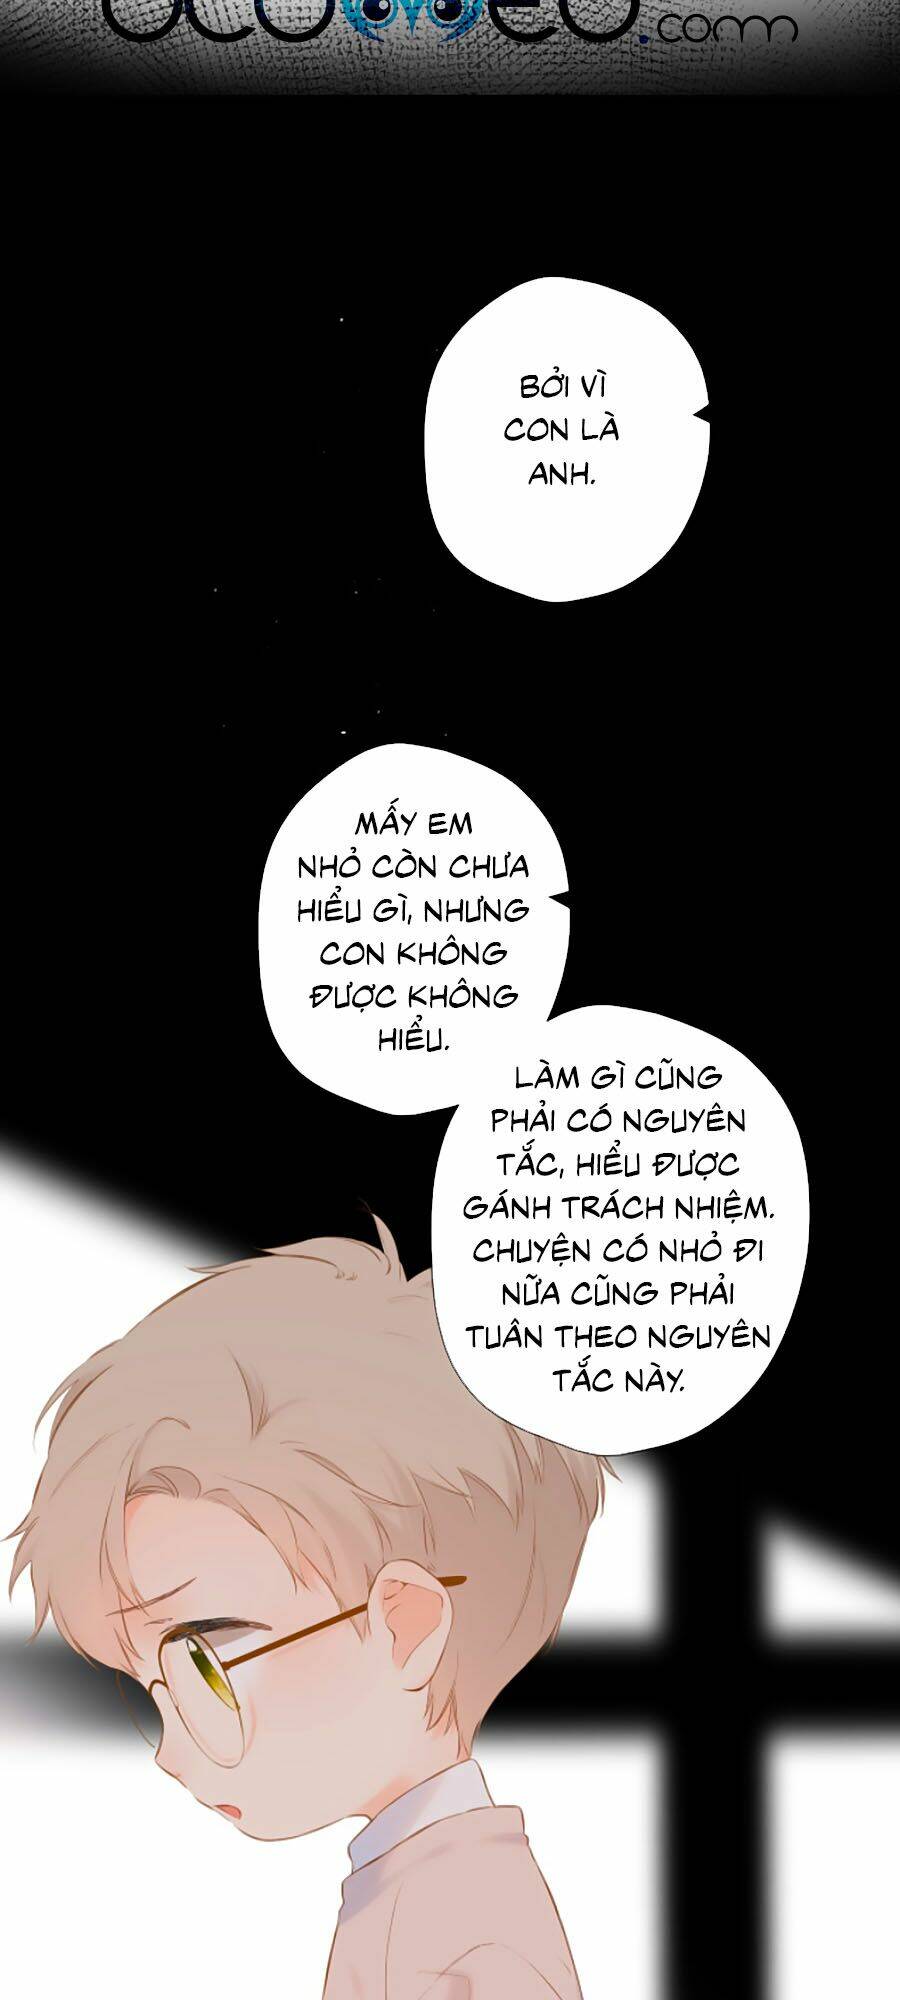 .comm
BỞI VÌ
CON LÀ
ANH.
MẤY EM
NHỎ CÒN CHƯA
HIỂU GÌ, NHƯNG
CON KHÔNG
ĐƯỢC KHÔNG
HIỂU.
LÀM GÌ CŨNG
PHẢI CÓ NGUYÊN
TẮC, HIỂU ĐƯỢC
GÁNH TRÁCH NHIỆM.
CHUYỆN CÓ NHỎ ĐI
NỮA CŨNG PHẢI
TUÂN THEO NGUYÊN
TẮC NÀY.